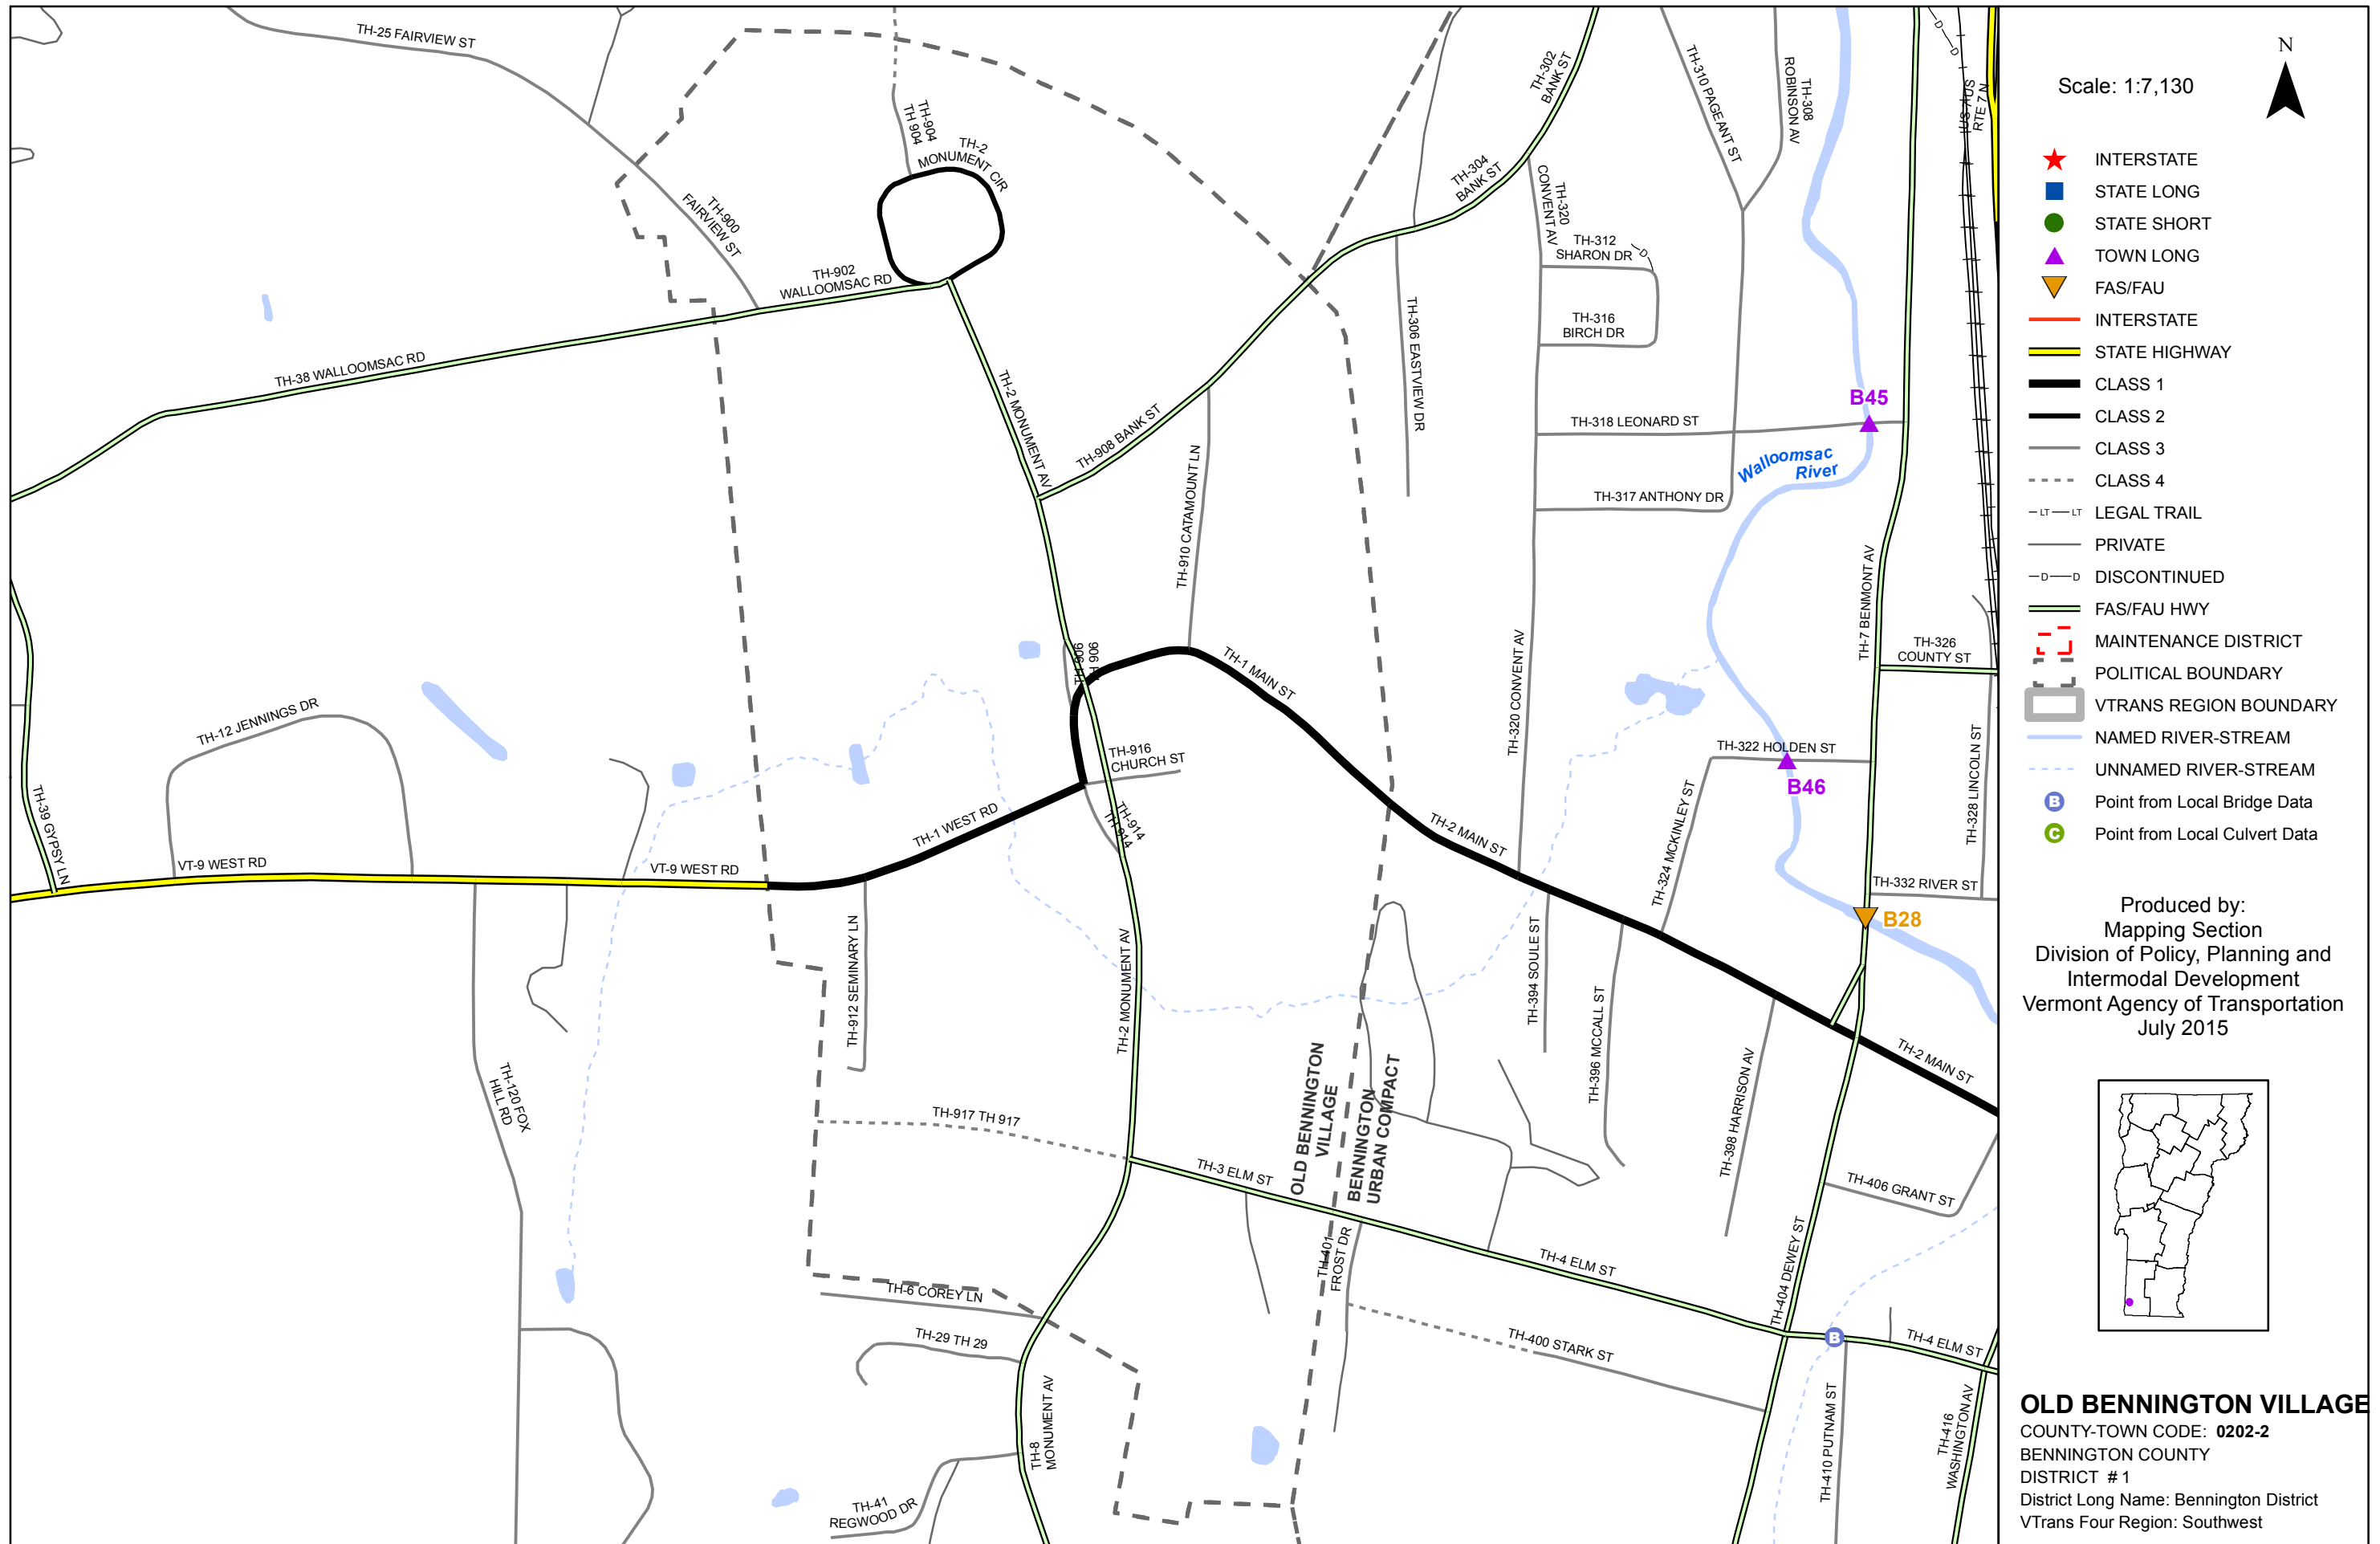 TH-25 FAIRVIEW ST
TH-904
TH 904
TH-2
MONUMENT CIR
TH-900
FAIRVIEW ST
TH-902
WALLOOMSAC RD
TH-38 WALLOOMSAC RD
TH-2 MONUMENT AV
TH-908 BANK ST
TH-304
BANK ST
TH-302
BANK ST
TH-310 PAGEANT ST
TH-308
ROBINSON AV
TH-320
CONVENT AV
TH-312
SHARON DR
D
TH-316
BIRCH DR
TH-306 EASTVIEW DR
TH-318 LEONARD ST
B45
Walloomsac
River
TH-317 ANTHONY DR
D
D
US RTE 7 N
TH-910 CATAMOUNT LN
TH-7 BENMONT AV
TH-326
COUNTY ST
TH 906
TH-1 MAIN ST
TH-320 CONVENT AV
TH-12 JENNINGS DR
TH-916
CHURCH ST
TH-322 HOLDEN ST
B46
TH-328 LINCOLN ST
TH-39 GYPSY LN
TH-1 WEST RD
TH-914
TH-914
TH-2 MAIN ST
TH-324 MCKINLEY ST
VT-9 WEST RD
VT-9 WEST RD
TH-332 RIVER ST
B28
TH-912 SEMINARY LN
TH-2 MONUMENT AV
TH-394 SOULE ST
TH-396 MCCALL ST
TH-398 HARRISON AV
TH-2 MAIN ST
TH-120 FOX
HILL RD
TH-917 TH 917
TH-3 ELM ST
OLD BENNINGTON
VILLAGE
BENNINGTON
URBAN COMPACT
TH-406 GRANT ST
TH-401
FROST DR
TH-4 ELM ST
TH-404 DEWEY ST
TH-6 COREY LN
TH-29 TH 29
TH-400 STARK ST
B
TH-4 ELM ST
TH-8
MONUMENT AV
TH-410 PUTNAM ST
TH-416
WASHINGTON AV
TH-41
REGWOOD DR
N
Scale: 1:7,130
INTERSTATE
STATE LONG
STATE SHORT
TOWN LONG
FAS/FAU
INTERSTATE
STATE HIGHWAY
CLASS 1
CLASS 2
CLASS 3
CLASS 4
LT LT LEGAL TRAIL
PRIVATE
D D DISCONTINUED
FAS/FAU HWY
MAINTENANCE DISTRICT
POLITICAL BOUNDARY
VTRANS REGION BOUNDARY
NAMED RIVER-STREAM
UNNAMED RIVER-STREAM
B Point from Local Bridge Data
C Point from Local Culvert Data
Produced by:
Mapping Section
Division of Policy, Planning and
Intermodal Development
Vermont Agency of Transportation
July 2015
OLD BENNINGTON VILLAGE
COUNTY-TOWN CODE: 0202-2
BENNINGTON COUNTY
DISTRICT # 1
District Long Name: Bennington District
VTrans Four Region: Southwest